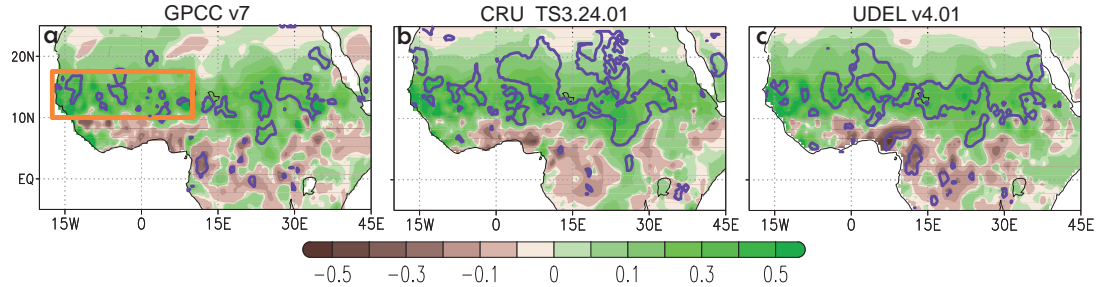 GPCC v7 CRU TS3.24.01 UDEL v4.01
a b c
20N
10N
EQ
15W 0 15E 30E 45E 15W 0 15E 30E 45E 15W 0 15E 30E 45E
−0.5 −0.3 −0.1 0 0.1 0.3 0.5